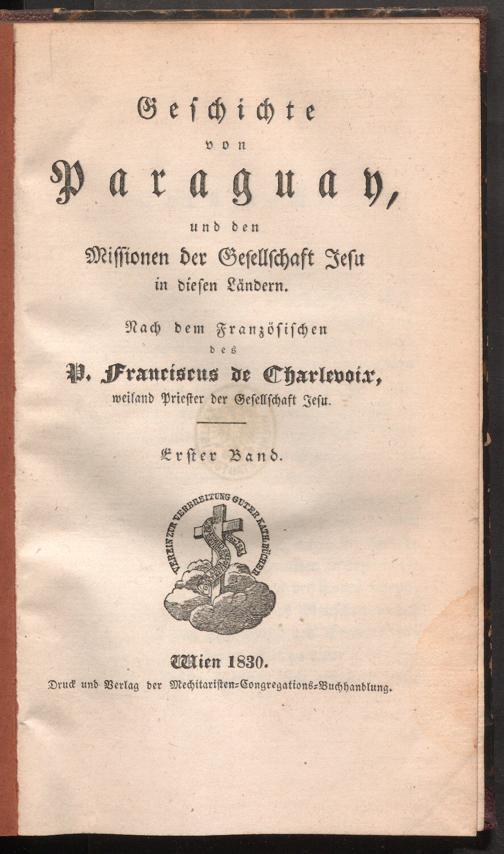 Geschichte
von
Paraguay,
und den
Missionen der Gesellschaft Jesu
in diesen Ländern.
Nach dem Französischen
des
P. Franciscus de Charlevoix,
weiland Priester der Gesellschaft Jesu.
Erster Band.
VEREIN ZUR VERBREITUNG GUTER KATH. BÜCHER
Wien 1830.
Druck und Verlag der Mechitaristen-Congregations-Buchhandlung.